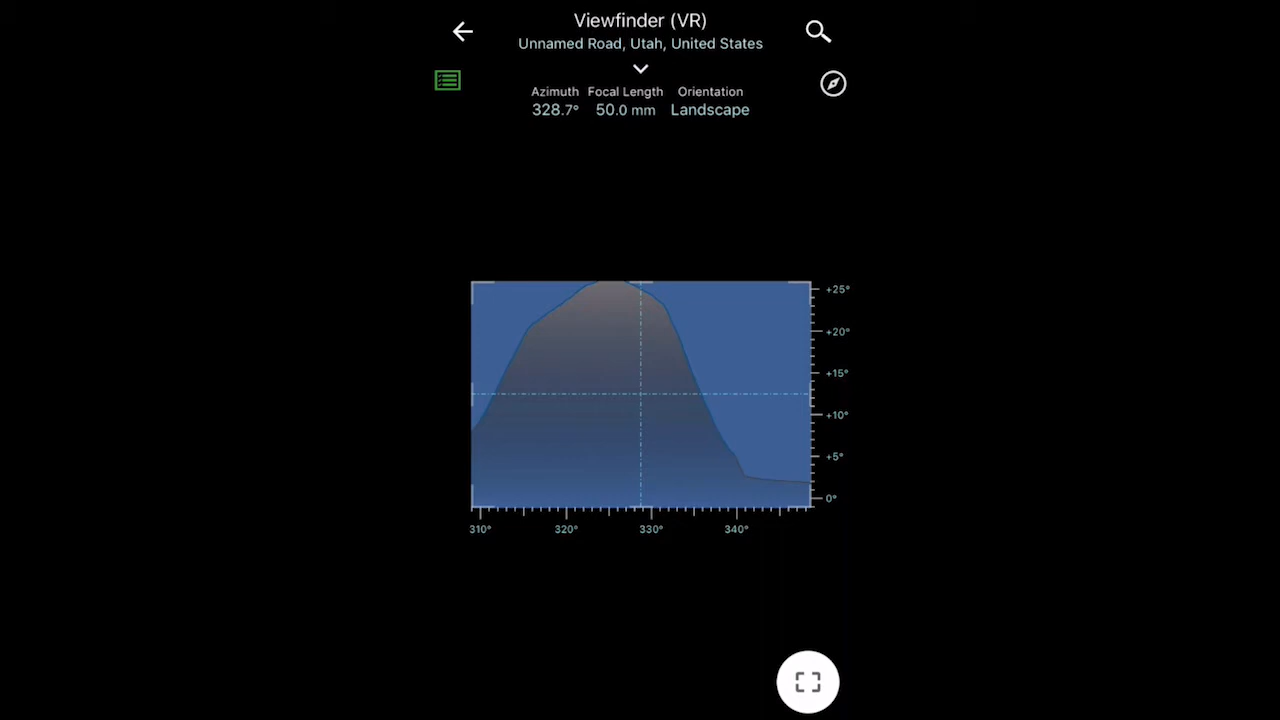 Viewfinder (VR)
Unnamed Road, Utah, United States
Azimuth Focal Length Orientation
328.7° 50.0 mm Landscape
+25°
+20°
+15°
+10°
+5°
0°
310° 320° 330° 340°